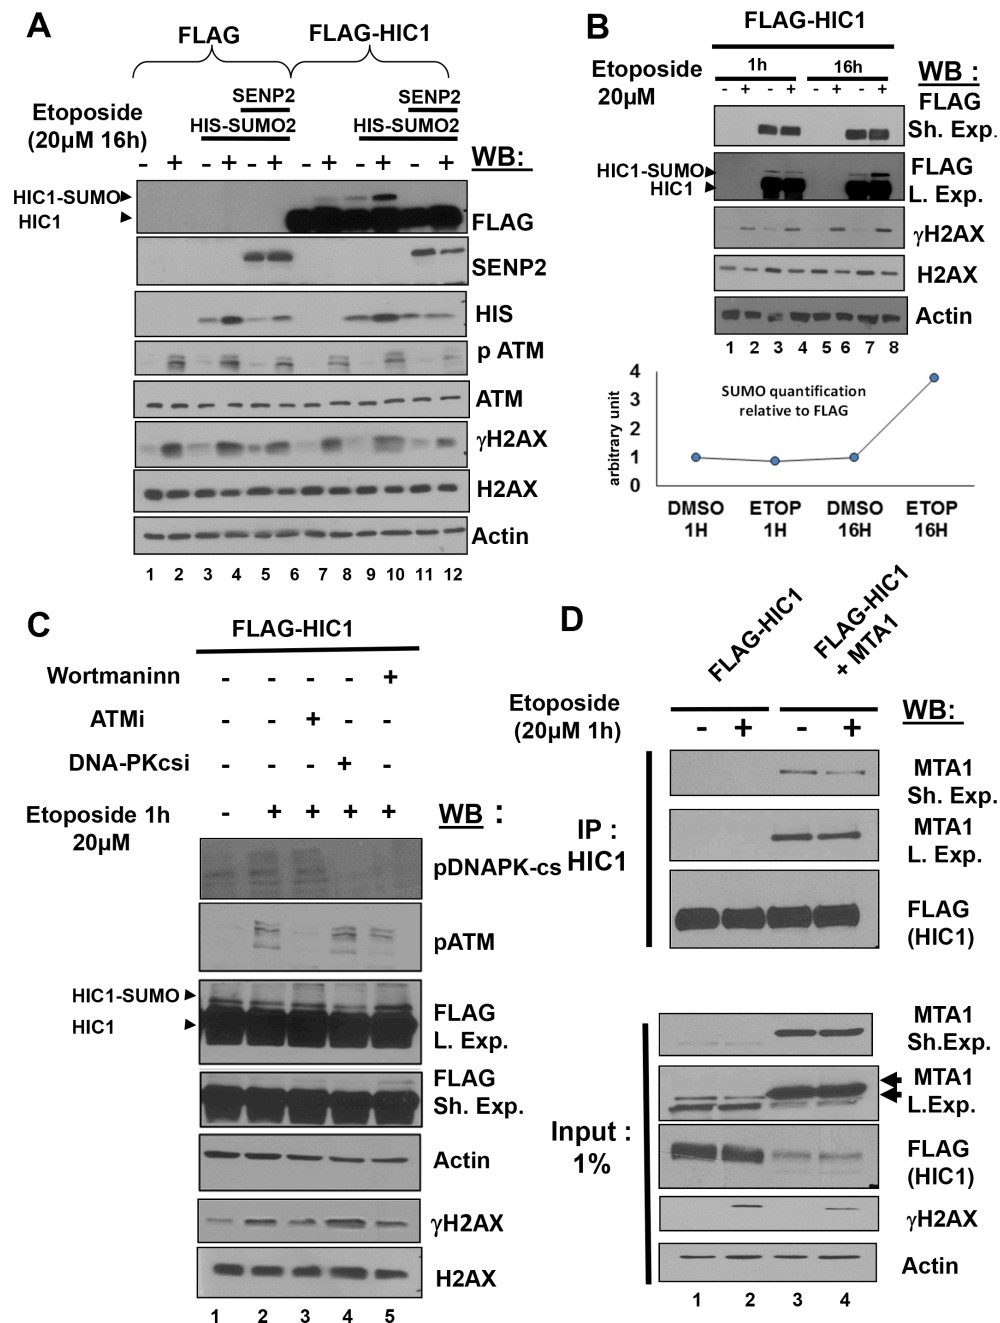 A
FLAG
FLAG-HIC1
Etoposide
(20µM 16h)
SENP2
HIS-SUMO2
SENP2
HIS-SUMO2
- + - + - + - + - + - +
WB:
HIC1-SUMO
HIC1
FLAG
SENP2
HIS
p ATM
ATM
γH2AX
H2AX
Actin
1 2 3 4 5 6 7 8 9 10 11 12
B
FLAG-HIC1
Etoposide
20µM
1h
16h
- + - + - + - +
WB :
FLAG
Sh. Exp.
HIC1-SUMO
HIC1
FLAG
L. Exp.
γH2AX
H2AX
Actin
1 2 3 4 5 6 7 8
4
3
2
1
0
arbitrary unit
SUMO quantification
relative to FLAG
DMSO
1H
ETOP
1H
DMSO
16H
ETOP
16H
C
FLAG-HIC1
Wortmaninn - - - - +
ATMi - - + - -
DNA-PKcsi - - - + -
Etoposide 1h
20µM
- + + + +
WB :
pDNAPK-cs
pATM
HIC1-SUMO
HIC1
FLAG
L. Exp.
FLAG
Sh. Exp.
Actin
γH2AX
H2AX
1 2 3 4 5
D
FLAG-HIC1
FLAG-HIC1
+ MTA1
Etoposide
(20µM 1h)
- + - +
WB:
IP :
HIC1
MTA1
Sh. Exp.
MTA1
L. Exp.
FLAG
(HIC1)
Input :
1%
MTA1
Sh.Exp.
MTA1
L.Exp.
FLAG
(HIC1)
γH2AX
Actin
1 2 3 4